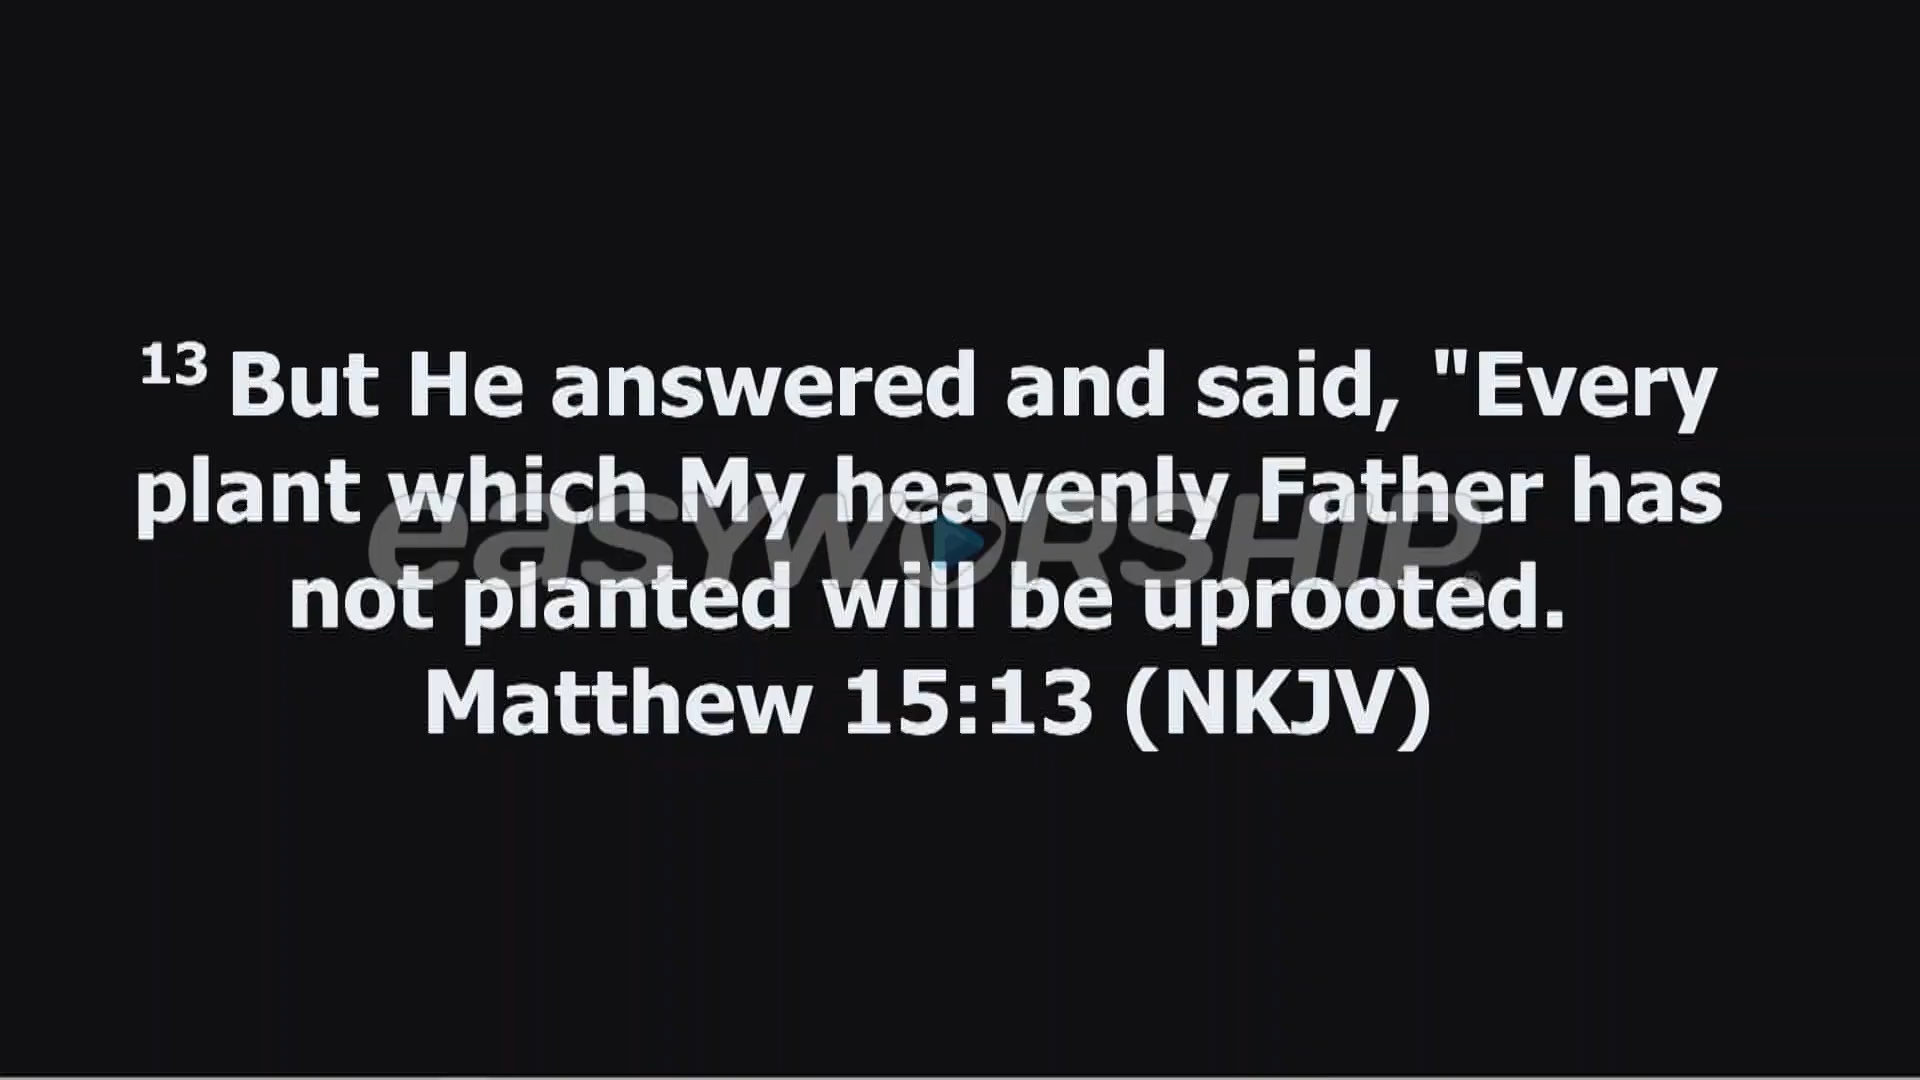 13 But He answered and said, "Every
plant which My heavenly Father has
easyWORSHIP®
not planted will be uprooted.
Matthew 15:13 (NKJV)